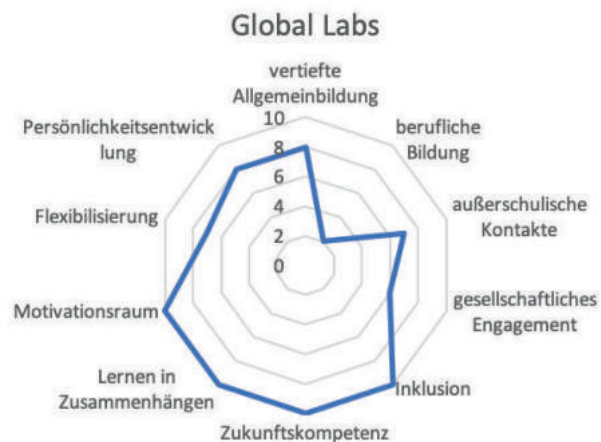 Global Labs
vertiefte
Allgemeinbildung
10
8
6
4
2
0
berufliche
Bildung
außerschulische
Kontakte
gesellschaftliches
Engagement
Inklusion
Zukunftskompetenz
Lernen in
Zusammenhängen
Motivationsraum
Flexibilisierung
Persönlichkeitsentwick
lung